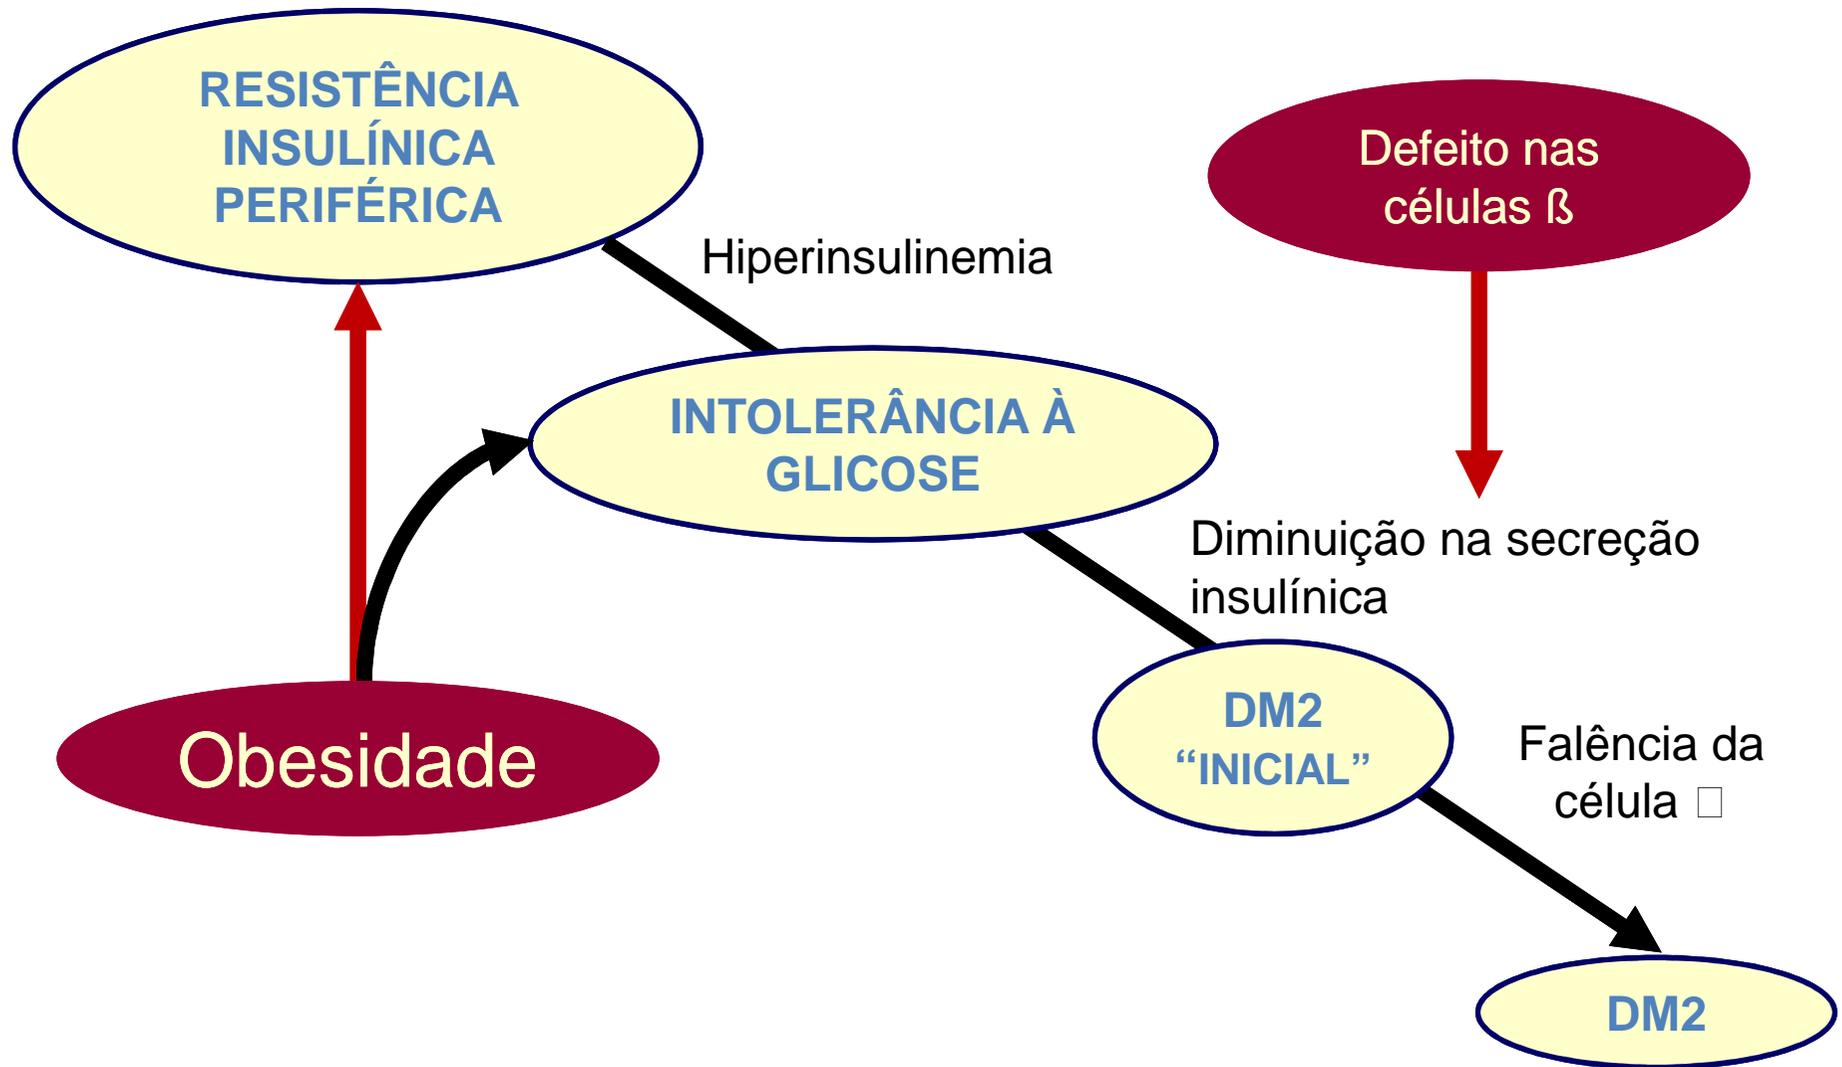 RESISTÊNCIA
INSULÍNICA
PERIFÉRICA
Defeito nas
células ß
Hiperinsulinemia
INTOLERÂNCIA À
GLICOSE
Diminuição na secreção
insulínica
DM2
“INICIAL”
Obesidade
Falência da
célula □
DM2